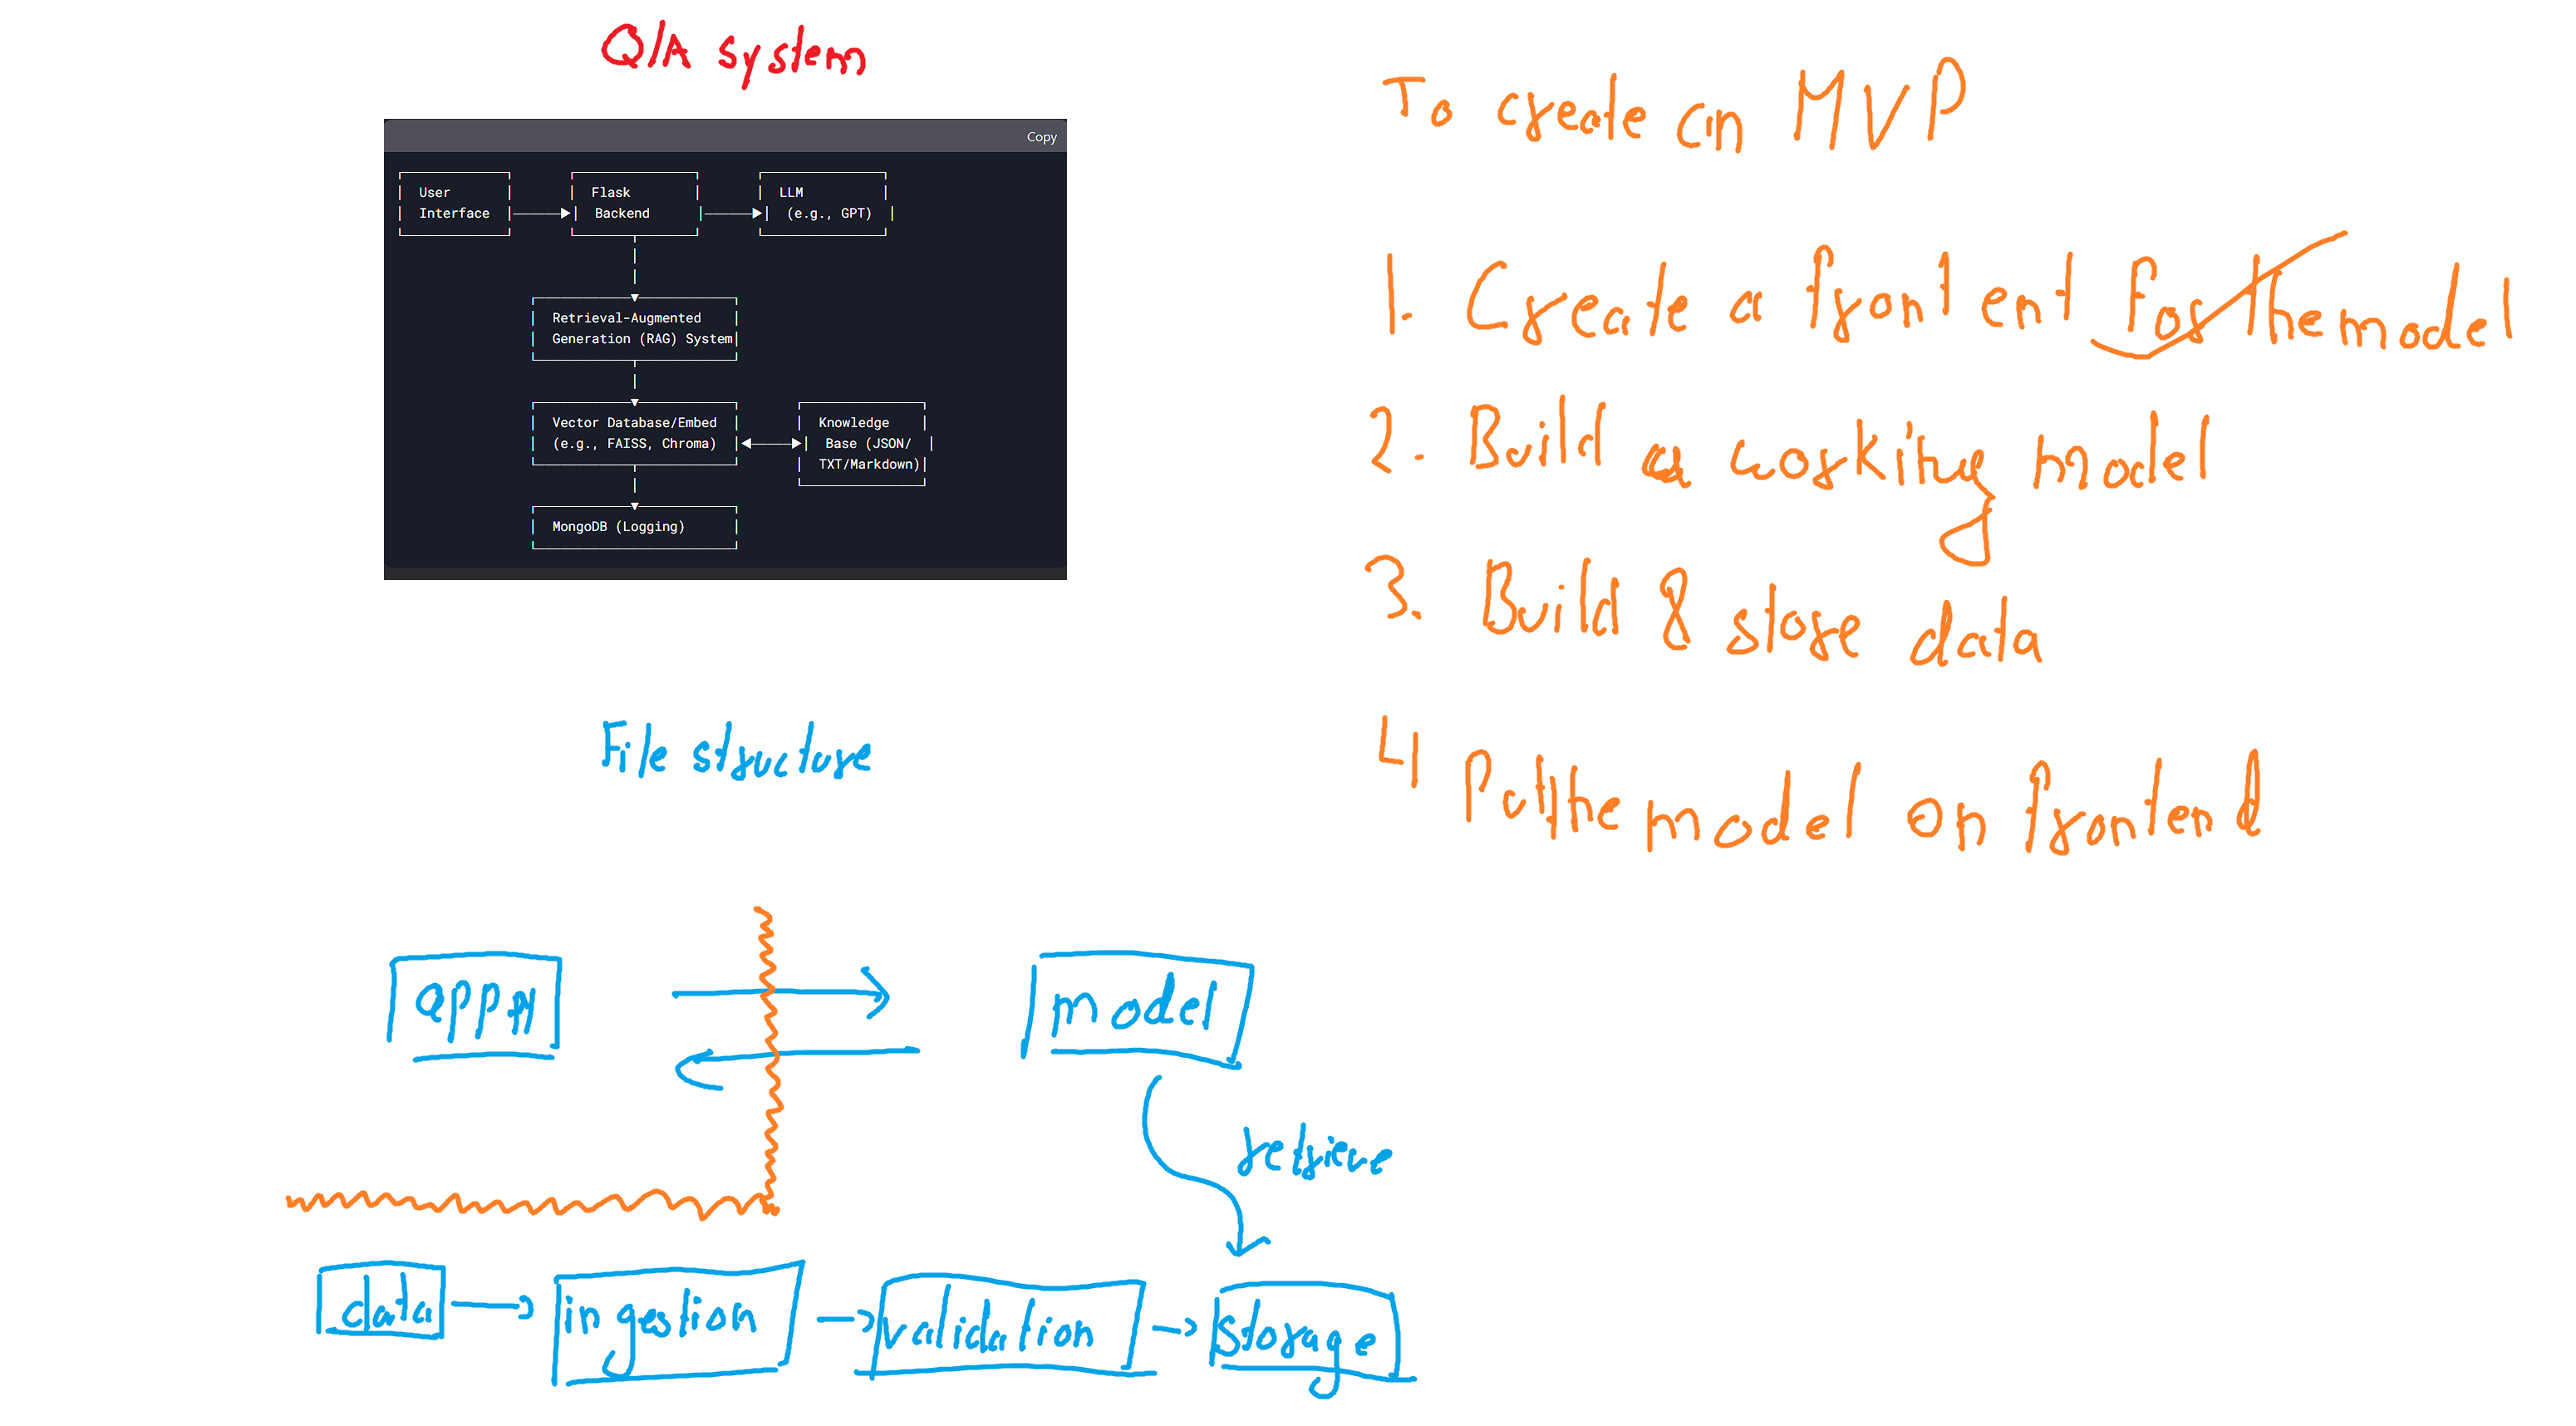 Q/A system
Copy
User
Interface
Flask
Backend
LLM
(e.g., GPT)
Retrieval-Augmented
Generation (RAG) System
Vector Database/Embed
(e.g., FAISS, Chroma)
Knowledge
Base (JSON/
TXT/Markdown)
MongoDB (Logging)
To create an MVP
1. Create a front ent for the model
2. Build a working model
3. Build & store data
4 Put the model on frontend
File structure
app.py
model
retrieve
data
ingestion
validation
storage